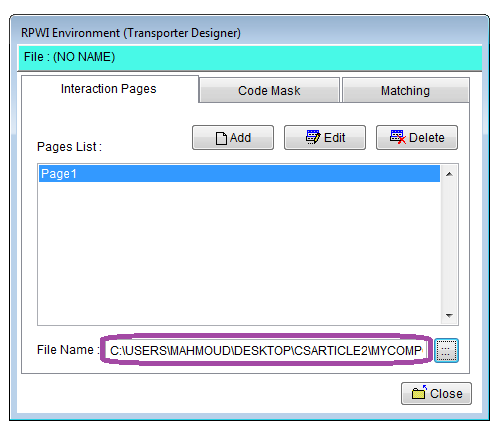 RPWI Environment (Transporter Designer)
File : (NO NAME)
Interaction Pages Code Mask Matching
Pages List : Add Edit Delete
Page1
File Name : C:\USERS\MAHMOUD\DESKTOP\CSARTICLE2\MYCOMP :::
Close